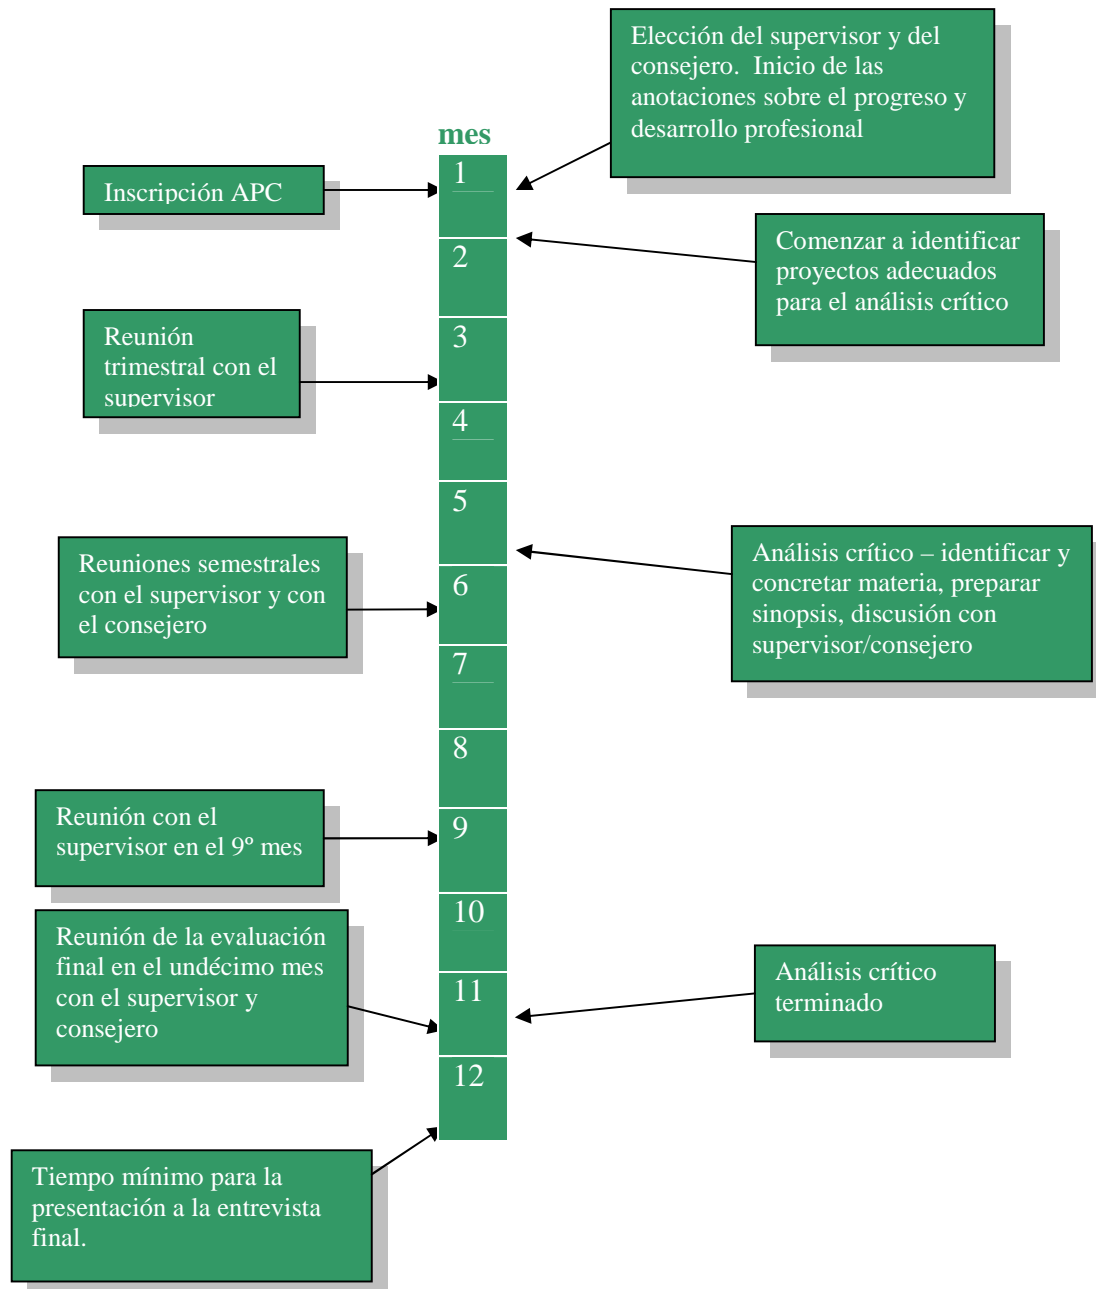 Elección del supervisor y del
consejero.  Inicio de las
anotaciones sobre el progreso y
desarrollo profesional
mes
Inscripción APC
1
Comenzar a identificar
proyectos adecuados
para el análisis crítico
2
Reunión
trimestral con el
supervisor
3
4
5
Análisis crítico – identificar y
concretar materia, preparar
sinopsis, discusión con
supervisor/consejero
Reuniones semestrales
con el supervisor y con
el consejero
6
7
8
Reunión con el
supervisor en el 9º mes
9
10
Reunión de la evaluación
final en el undécimo mes
con el supervisor y
consejero
11
Análisis crítico
terminado
12
Tiempo mínimo para la
presentación a la entrevista
final.